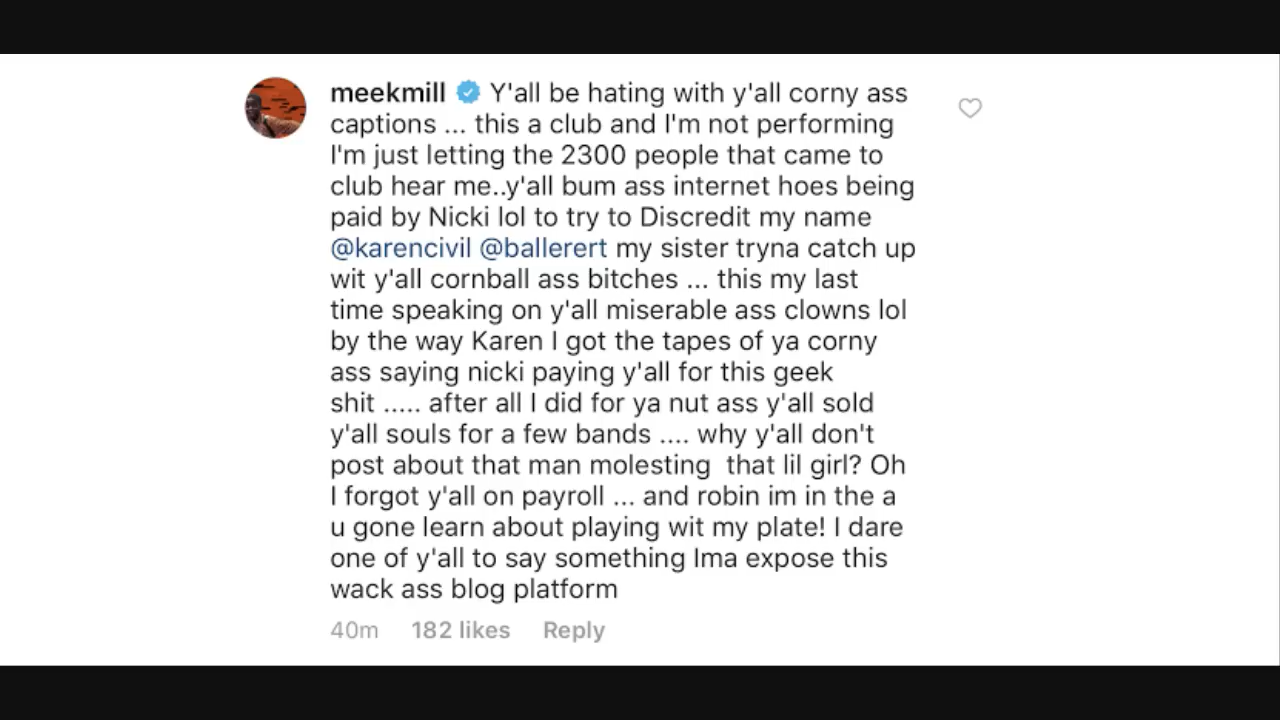 meekmill Y'all be hating with y'all corny ass
captions ... this a club and I'm not performing
I'm just letting the 2300 people that came to
club hear me..y'all bum ass internet hoes being
paid by Nicki lol to try to Discredit my name
@karencivil @ballerert my sister tryna catch up
wit y'all cornball ass bitches ... this my last
time speaking on y'all miserable ass clowns lol
by the way Karen I got the tapes of ya corny
ass saying nicki paying y'all for this geek
shit ..... after all I did for ya nut ass y'all sold
y'all souls for a few bands .... why y'all don't
post about that man molesting  that lil girl? Oh
I forgot y'all on payroll ... and robin im in the a
u gone learn about playing wit my plate! I dare
one of y'all to say something Ima expose this
wack ass blog platform
40m 182 likes Reply